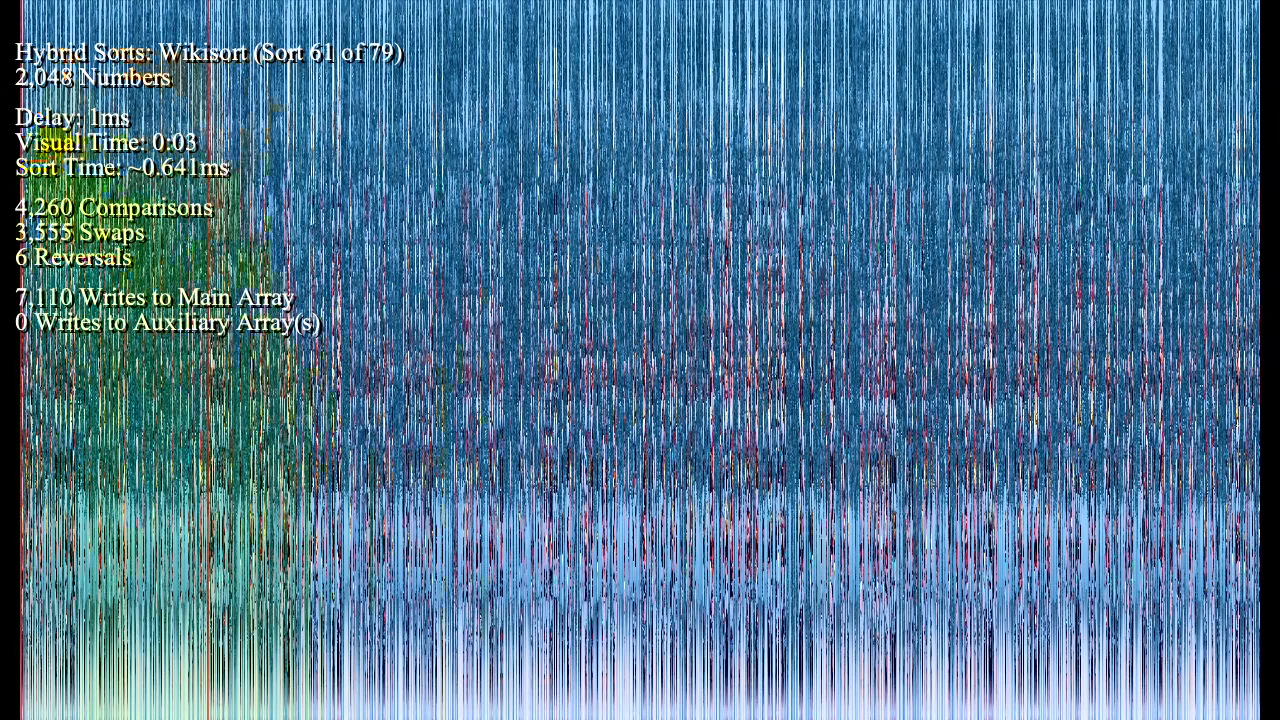 Hybrid Sorts: Wikisort (Sort 61 of 79)
2,048 Numbers
Delay: 1ms
Visual Time: 0:03
Sort Time: ~0.641ms
4,260 Comparisons
3,555 Swaps
6 Reversals
7,110 Writes to Main Array
0 Writes to Auxiliary Array(s)